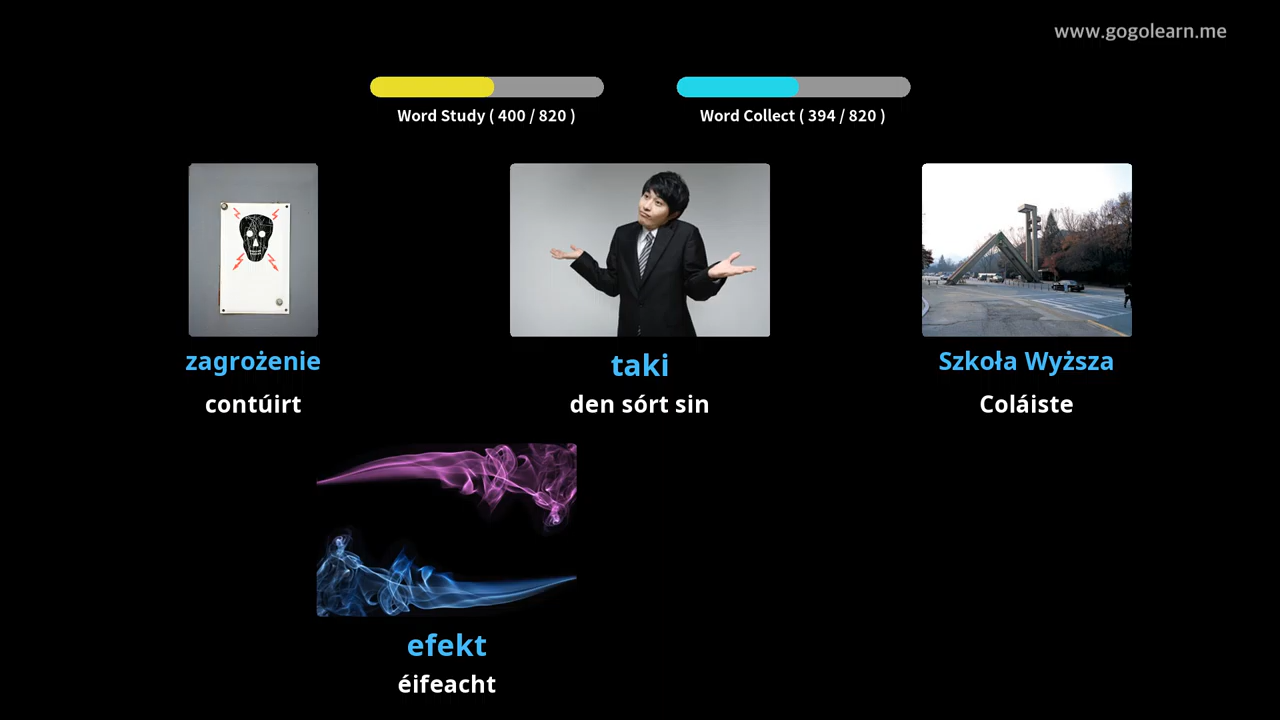 www.gogolearn.me
Word Study ( 400 / 820 )
Word Collect ( 394 / 820 )
zagrożenie
contúirt
taki
den sórt sin
Szkoła Wyższa
Coláiste
efekt
éifeacht